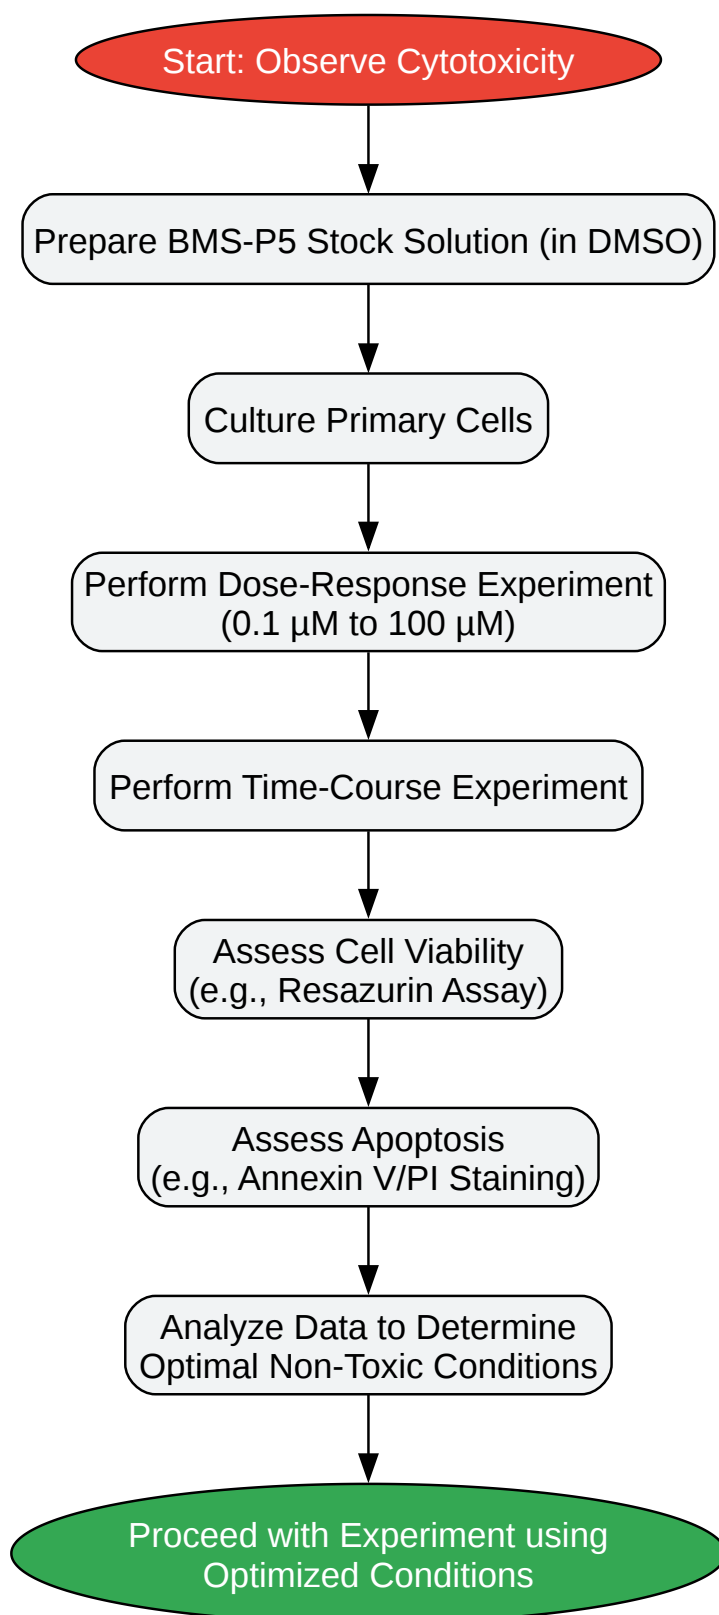 Start: Observe Cytotoxicity
Prepare BMS-P5 Stock Solution (in DMSO)
Culture Primary Cells
Perform Dose-Response Experiment
(0.1 µM to 100 µM)
Perform Time-Course Experiment
Assess Cell Viability
(e.g., Resazurin Assay)
Assess Apoptosis
(e.g., Annexin V/PI Staining)
Analyze Data to Determine
Optimal Non-Toxic Conditions
Proceed with Experiment using
Optimized Conditions